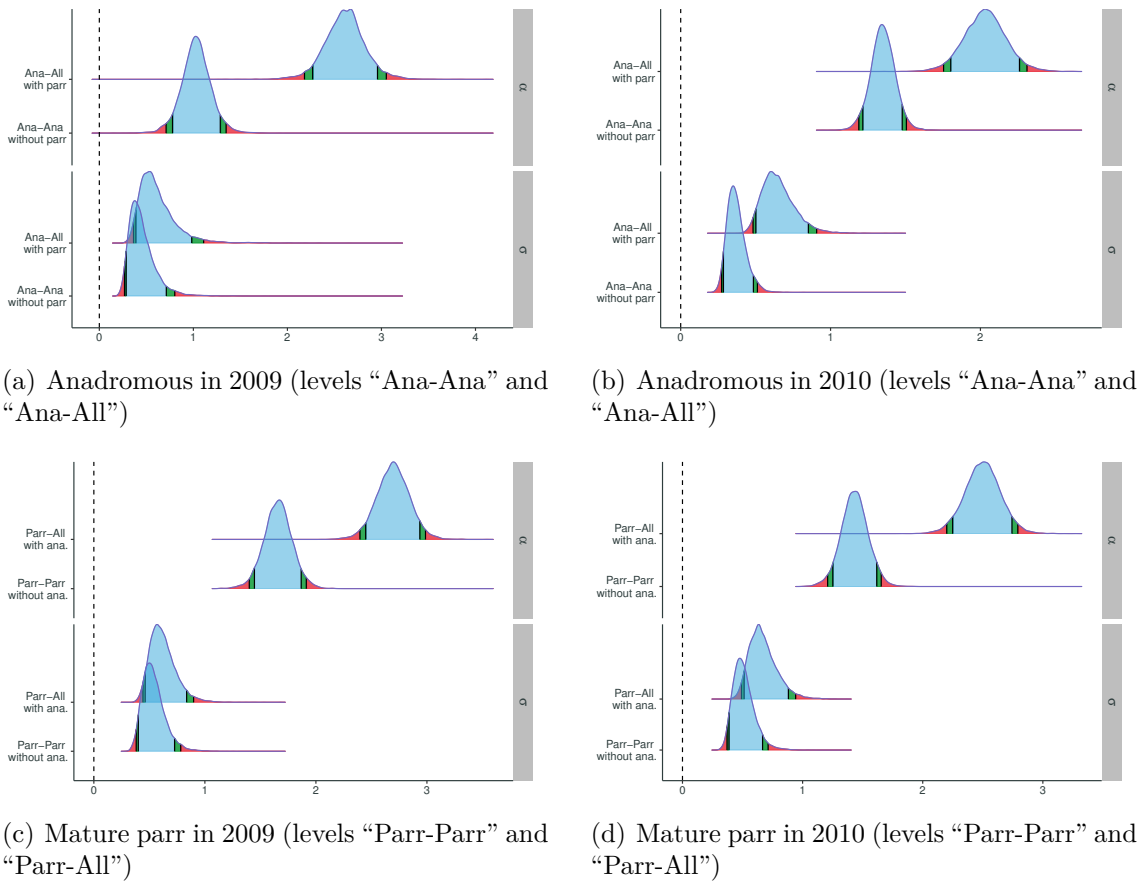 Ana−All
with parr
Ana−Ana
without parr
α
Ana−All
with parr
Ana−Ana
without parr
σ
0 1 2 3 4
(a) Anadromous in 2009 (levels “Ana-Ana” and
“Ana-All”)
Ana−All
with parr
Ana−Ana
without parr
α
Ana−All
with parr
Ana−Ana
without parr
σ
0 1 2
(b) Anadromous in 2010 (levels “Ana-Ana” and
“Ana-All”)
Parr−All
with ana.
Parr−Parr
without ana.
α
Parr−All
with ana.
Parr−Parr
without ana.
σ
0 1 2 3
(c) Mature parr in 2009 (levels “Parr-Parr” and
“Parr-All”)
Parr−All
with ana.
Parr−Parr
without ana.
α
Parr−All
with ana.
Parr−Parr
without ana.
σ
0 1 2 3
(d) Mature parr in 2010 (levels “Parr-Parr” and
“Parr-All”)